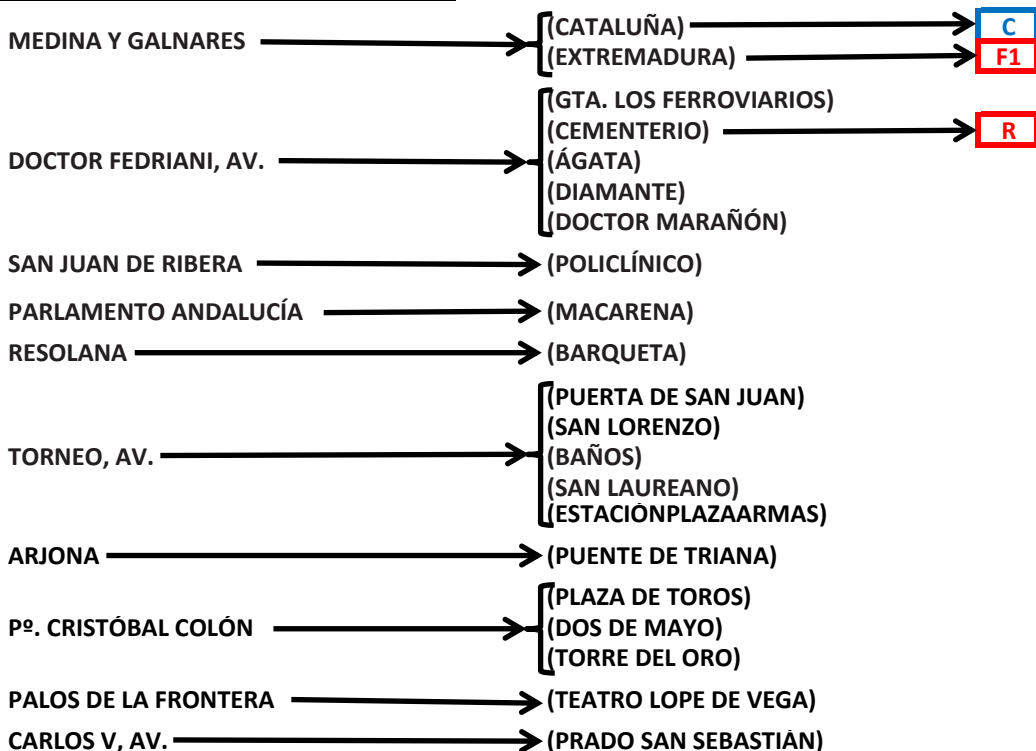 MEDINA Y GALNARES
(CATALUÑA)
C
(EXTREMADURA)
F1
DOCTOR FEDRIANI, AV.
(GTA. LOS FERROVIARIOS)
(CEMENTERIO)
R
(ÁGATA)
(DIAMANTE)
(DOCTOR MARAÑÓN)
SAN JUAN DE RIBERA
(POLICLÍNICO)
PARLAMENTO ANDALUCÍA
(MACARENA)
RESOLANA
(BARQUETA)
TORNEO, AV.
(PUERTA DE SAN JUAN)
(SAN LORENZO)
(BAÑOS)
(SAN LAUREANO)
(ESTACIÓNPLAZAARMAS)
ARJONA
(PUENTE DE TRIANA)
Pº. CRISTÓBAL COLÓN
(PLAZA DE TOROS)
(DOS DE MAYO)
(TORRE DEL ORO)
PALOS DE LA FRONTERA
(TEATRO LOPE DE VEGA)
CARLOS V, AV.
(PRADO SAN SEBASTIÁN)